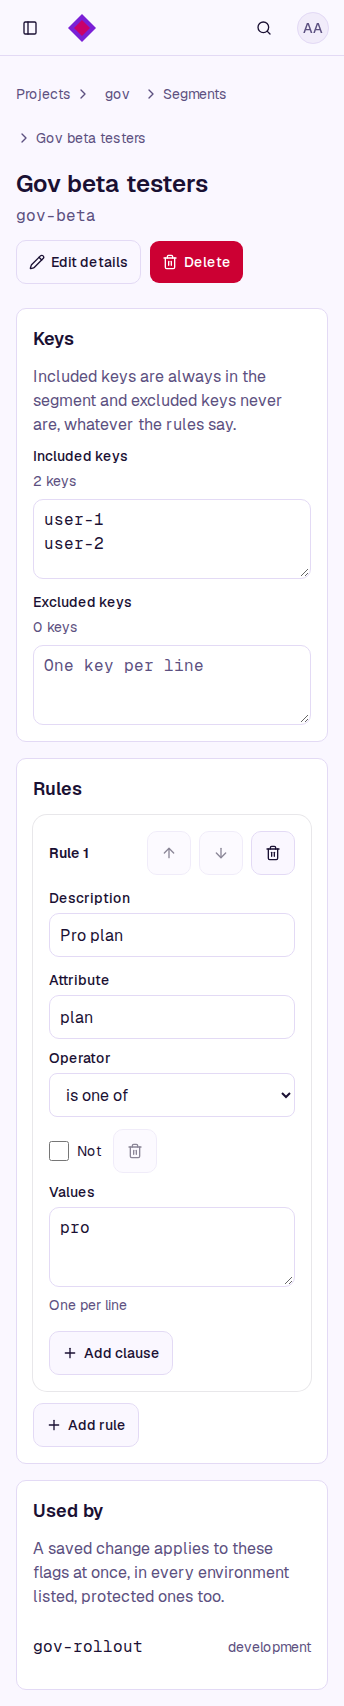 AA
Projects > gov > Segments
> Gov beta testers
Gov beta testers
gov-beta
Edit details Delete
Keys
Included keys are always in the
segment and excluded keys never
are, whatever the rules say.
Included keys
2 keys
user-1
user-2
Excluded keys
0 keys
One key per line
Rules
Rule 1
Description
Pro plan
Attribute
plan
Operator
is one of
Not
Values
pro
One per line
+ Add clause
+ Add rule
Used by
A saved change applies to these
flags at once, in every environment
listed, protected ones too.
gov-rollout development